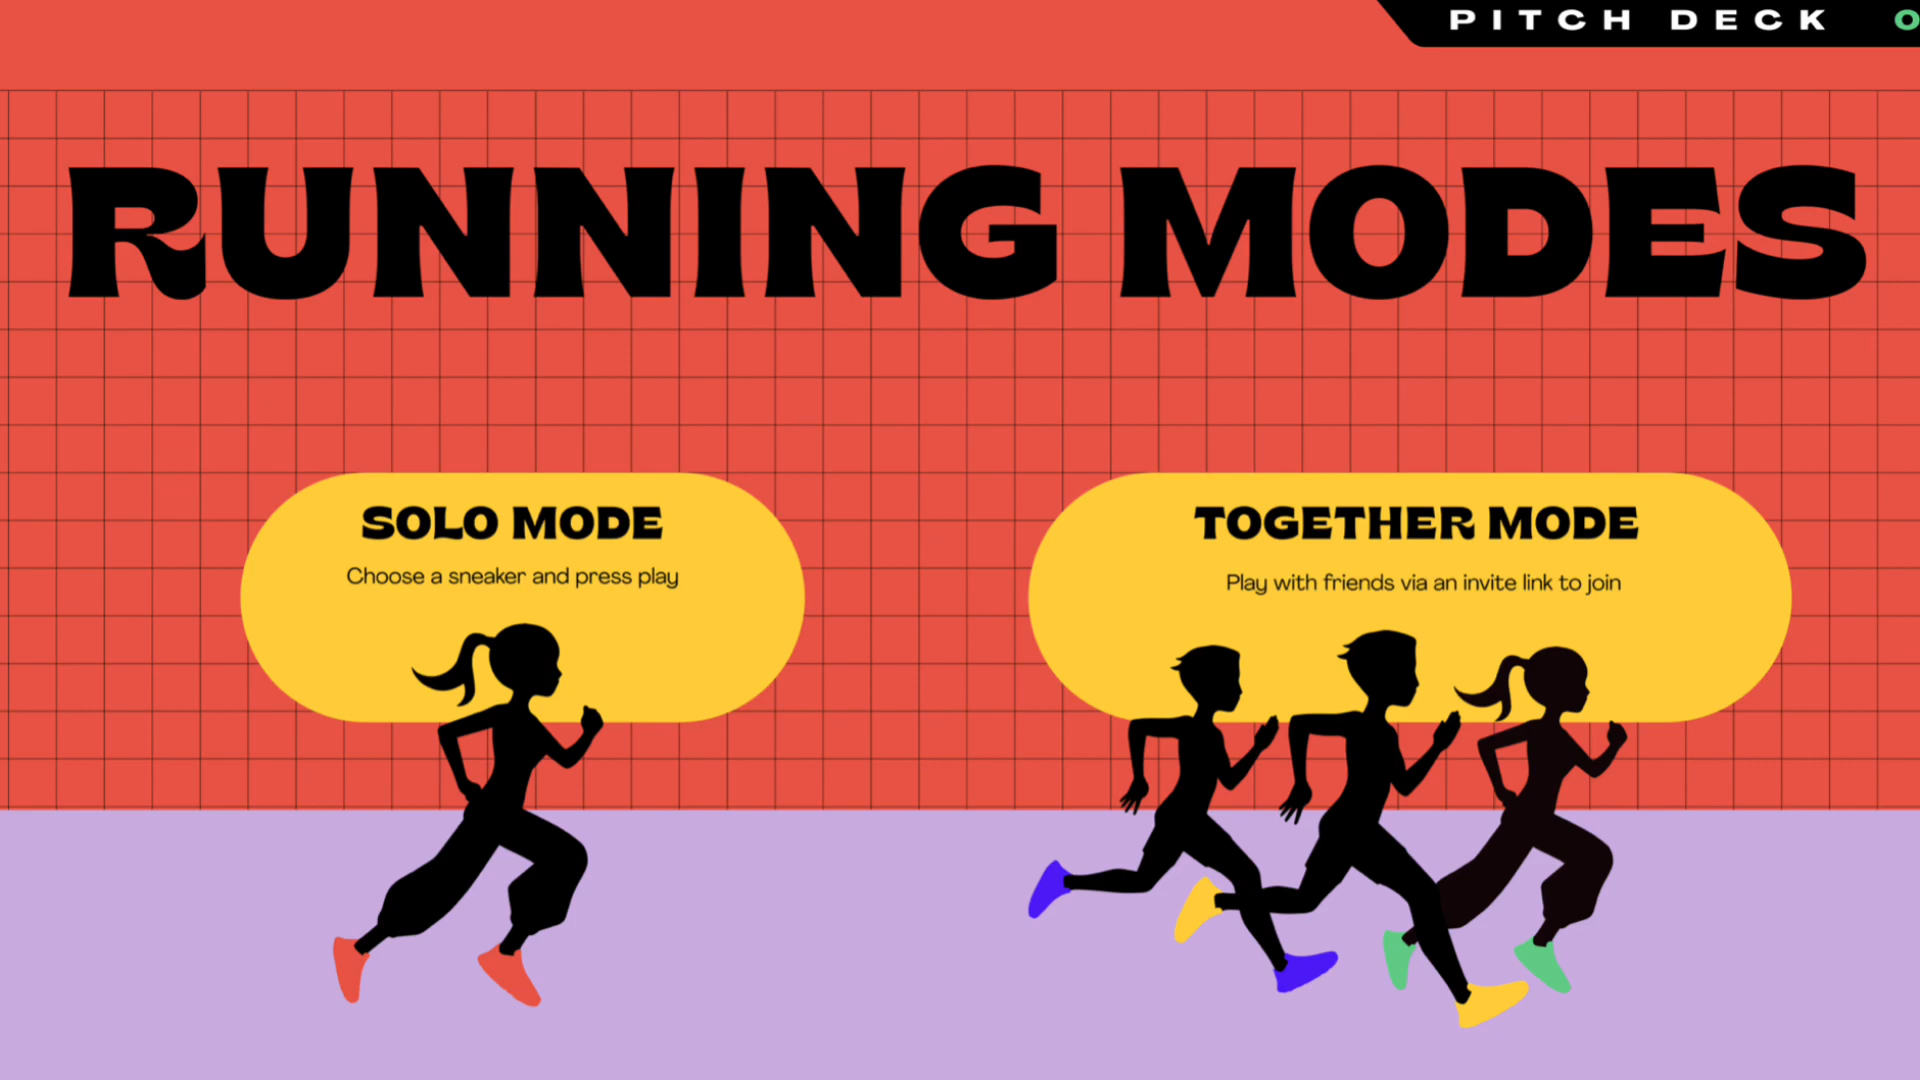 PITCH DECK
RUNNING MODES
SOLO MODE
Choose a sneaker and press play
TOGETHER MODE
Play with friends via an invite link to join